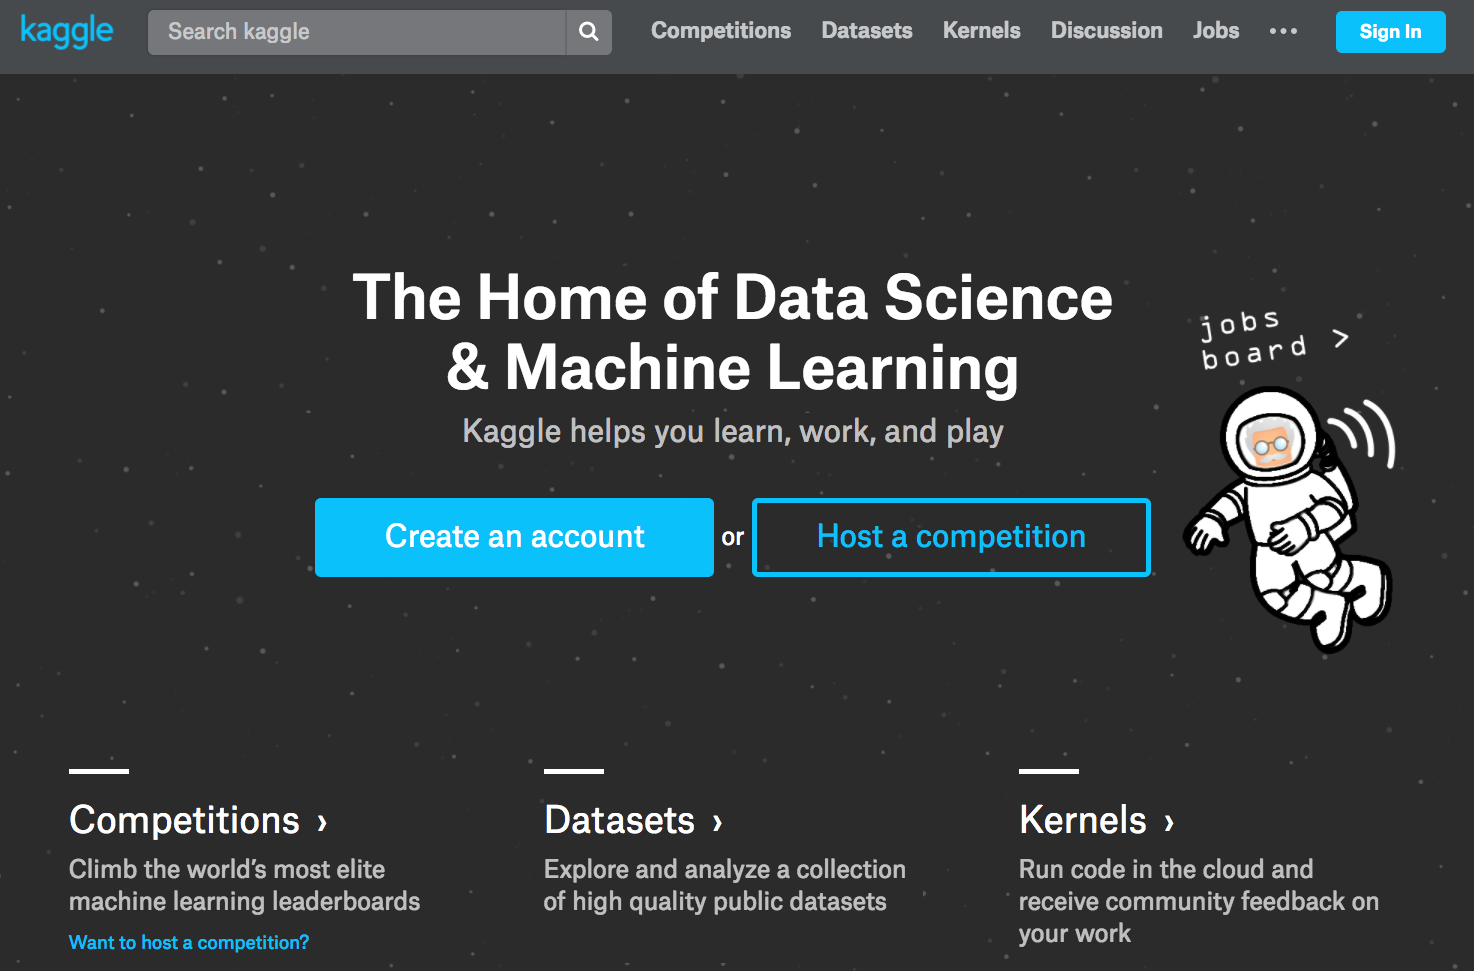 kaggle
Search kaggle
Competitions
Datasets
Kernels
Discussion
Jobs
Sign In
The Home of Data Science
& Machine Learning
Kaggle helps you learn, work, and play
jobs
board >
Create an account
or
Host a competition
Competitions ›
Climb the world’s most elite
machine learning leaderboards
Want to host a competition?
Datasets ›
Explore and analyze a collection
of high quality public datasets
Kernels ›
Run code in the cloud and
receive community feedback on
your work